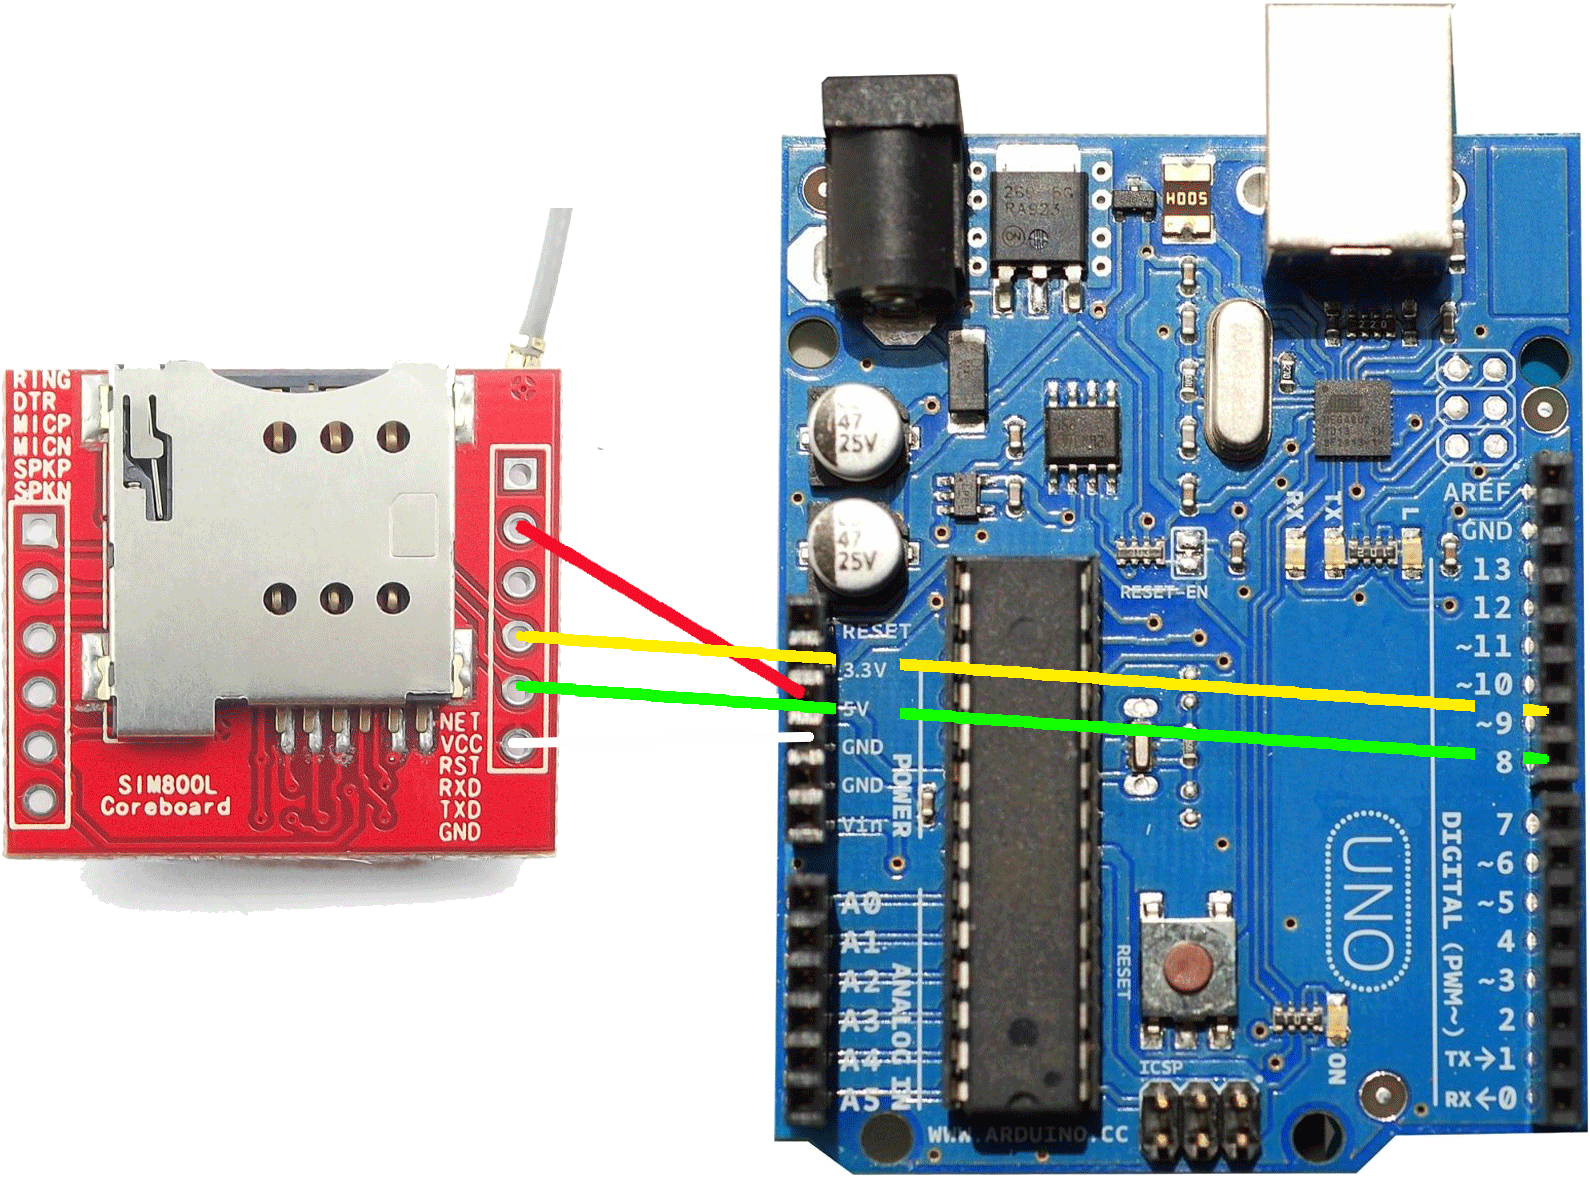 RING
DTR
MICP
MICN
SPKP
SPKN
NET
VCC
RST
RXD
TXD
GND
SIM800L
Coreboard
47
25V
47
25V
RESET
3.3V
5V
GND
GND
Vin
POWER
A0
A1
A2
A3
A4
A5
ANALOG IN
RA923
RESET-EN
RX
TX
L
AREF
GND
13
12
~11
~10
~9
8
7
~6
~5
4
~3
2
TX→1
RX←0
DIGITAL (PWM~)
UNO
RESET
ICSP
ON
WWW.ARDUINO.CC